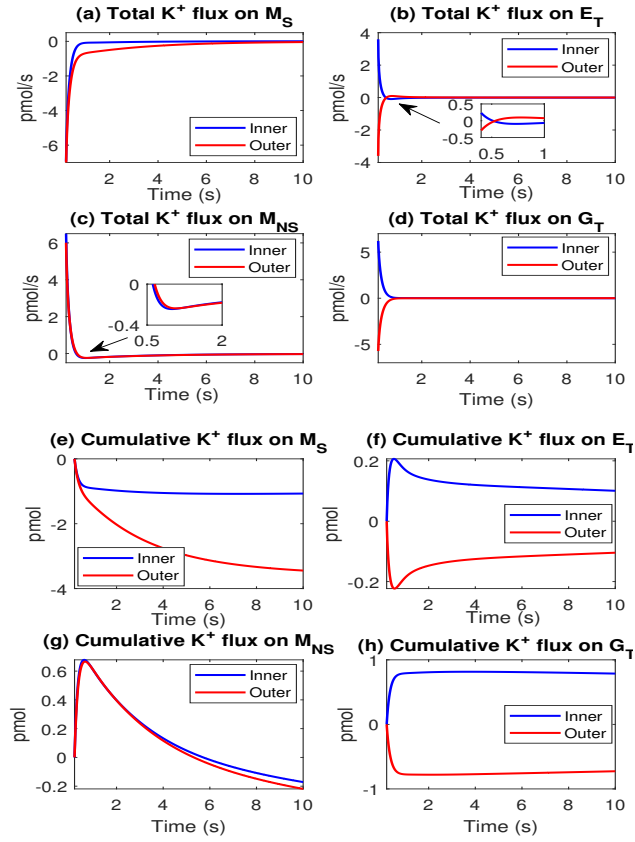 (a) Total K+ flux on MS
pmol/s
0
-2
-4
-6
Inner
Outer
2 4 6 8 10
Time (s)
(b) Total K+ flux on ET
pmol/s
4
2
0
-2
-4
Inner
Outer
0.5
0
-0.5
0.5 1
2 4 6 8 10
Time (s)
(c) Total K+ flux on MNS
pmol/s
6
4
2
0
Inner
Outer
0
-0.4
0.5 2
2 4 6 8 10
Time (s)
(d) Total K+ flux on GT
pmol/s
5
0
-5
Inner
Outer
2 4 6 8 10
Time (s)
(e) Cumulative K+ flux on MS
pmol
0
-2
-4
Inner
Outer
2 4 6 8 10
Time (s)
(f) Cumulative K+ flux on ET
pmol
0.2
0
-0.2
Inner
Outer
2 4 6 8 10
Time (s)
(g) Cumulative K+ flux on MNS
pmol
0.6
0.4
0.2
0
-0.2
Inner
Outer
2 4 6 8 10
Time (s)
(h) Cumulative K+ flux on GT
pmol
1
0
-1
Inner
Outer
2 4 6 8 10
Time (s)